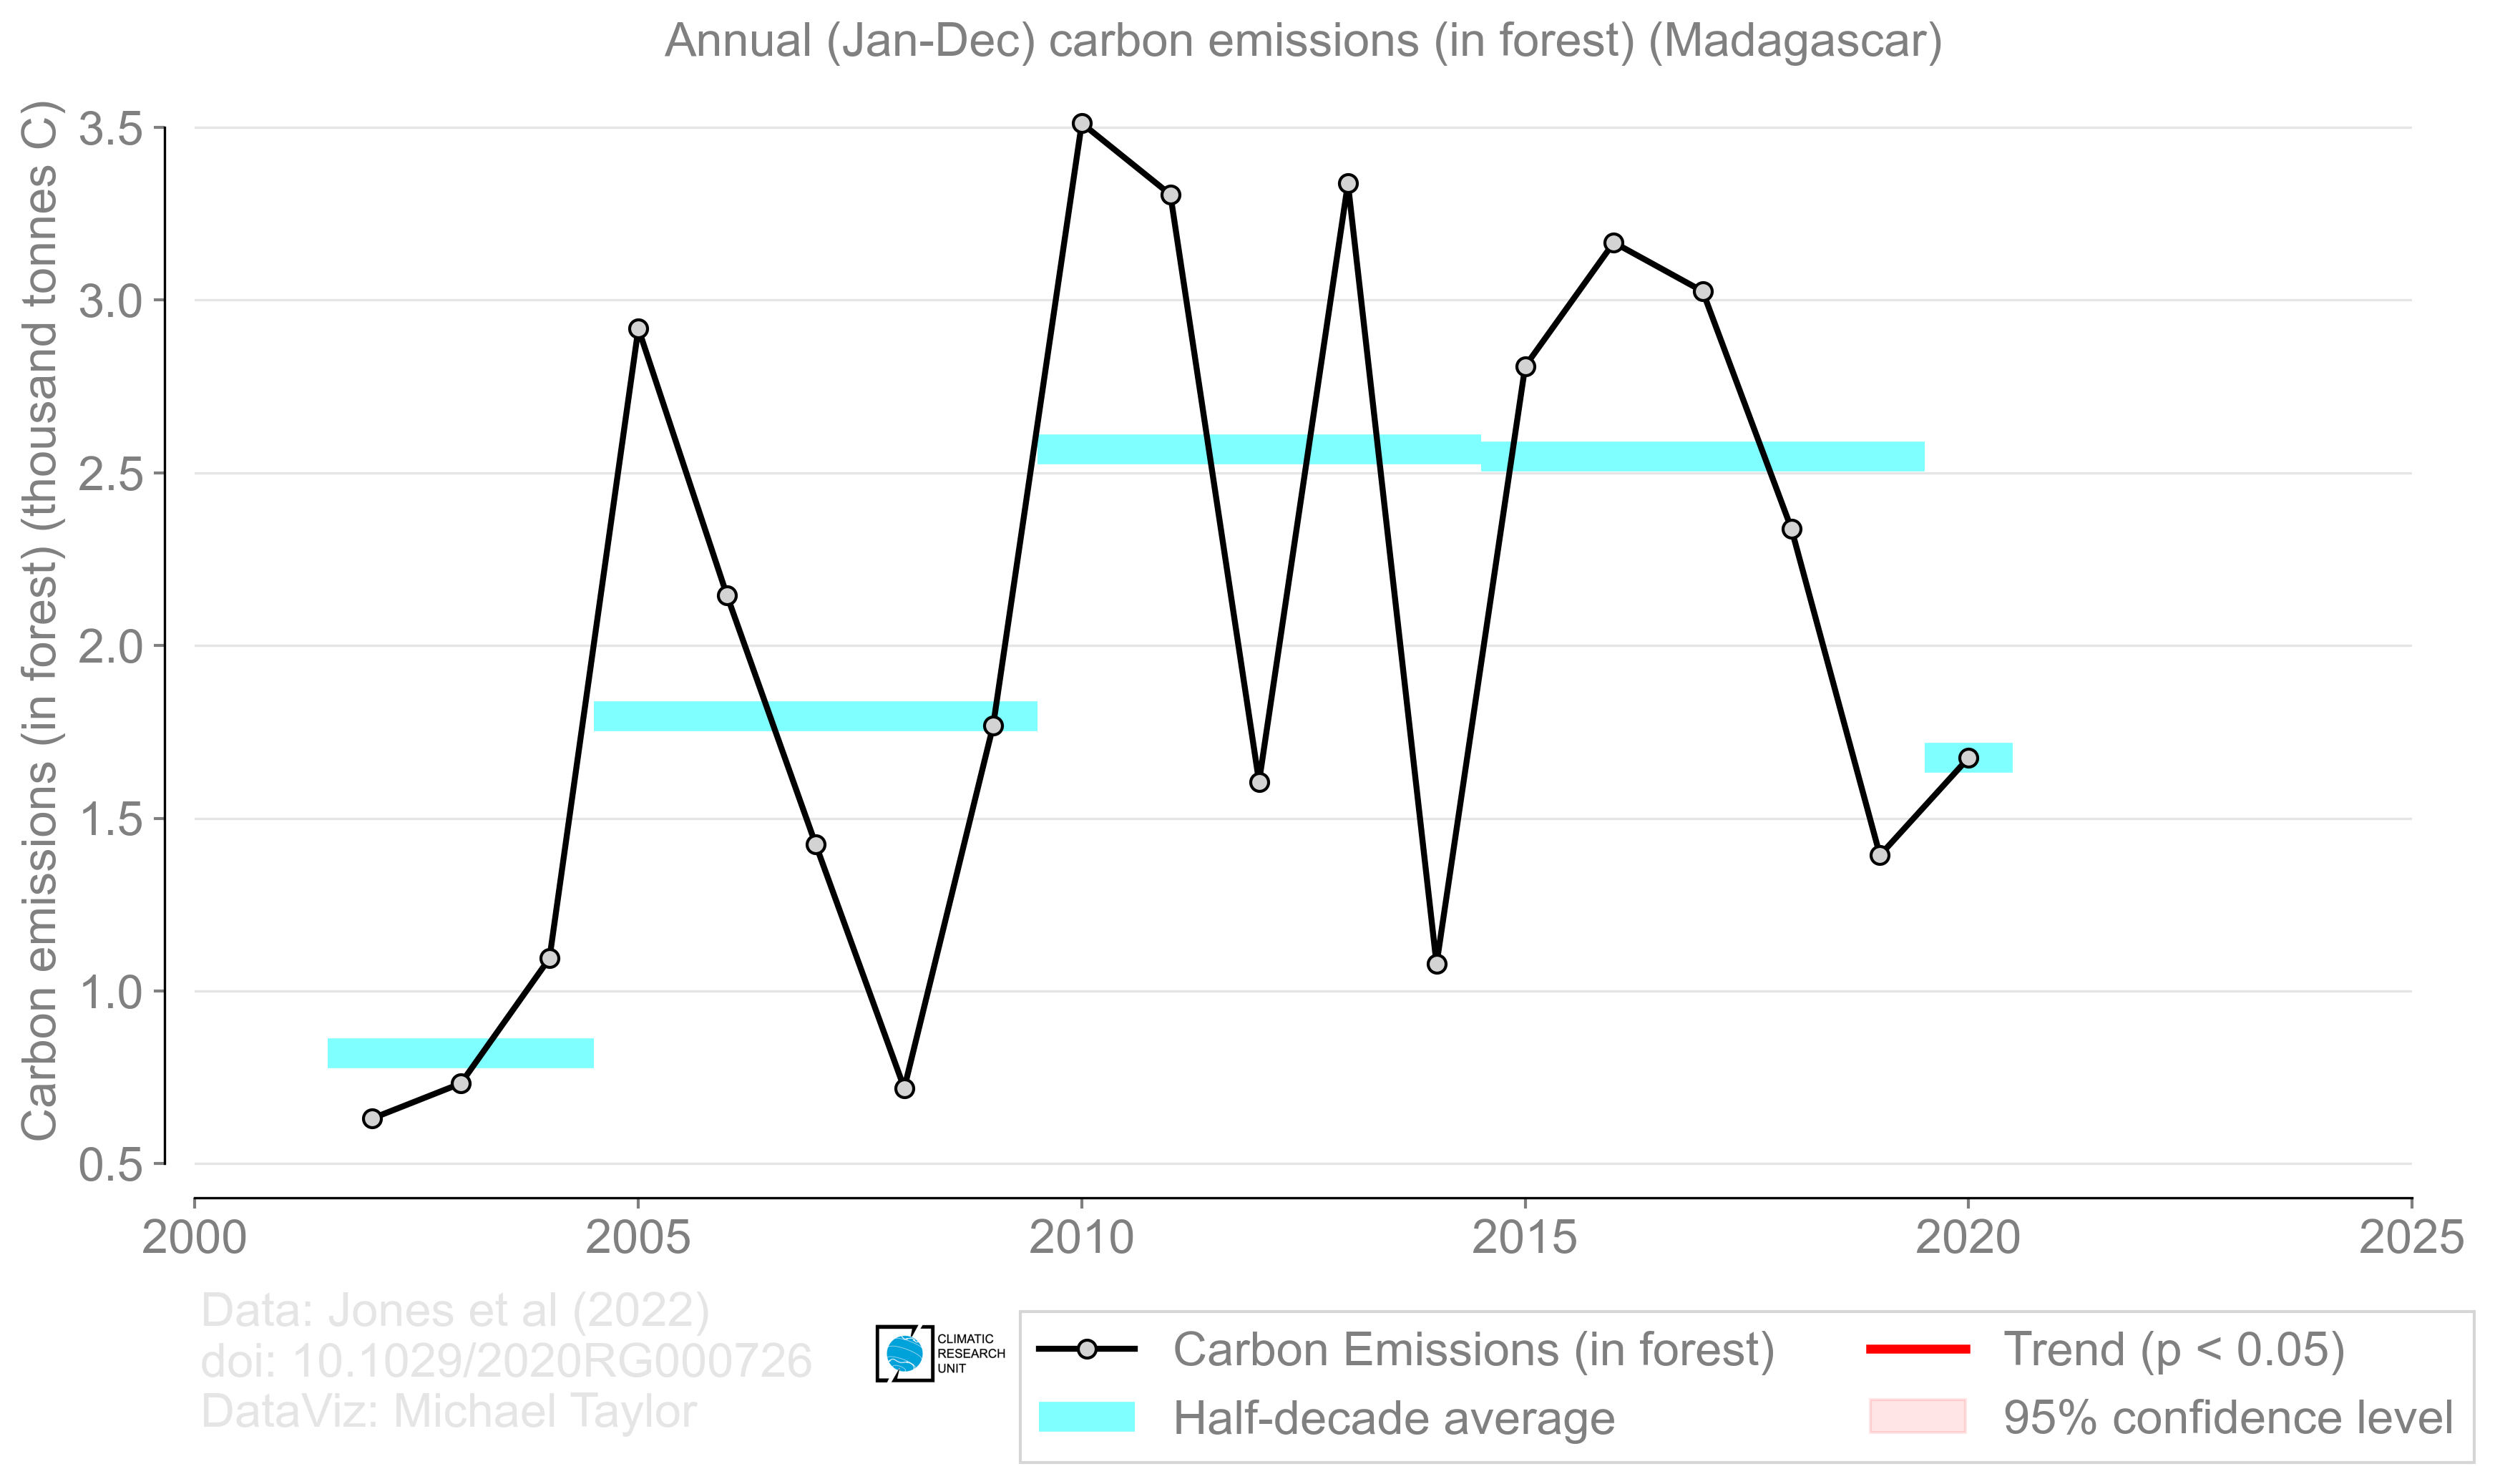 Annual (Jan-Dec) carbon emissions (in forest) (Madagascar)
Carbon emissions (in forest) (thousand tonnes C)
3.5
3.0
2.5
2.0
1.5
1.0
0.5
2000 2005 2010 2015 2020 2025
Data: Jones et al (2022)
doi: 10.1029/2020RG000726
DataViz: Michael Taylor
CLIMATIC
RESEARCH
UNIT
Carbon Emissions (in forest)
Half-decade average
Trend (p < 0.05)
95% confidence level